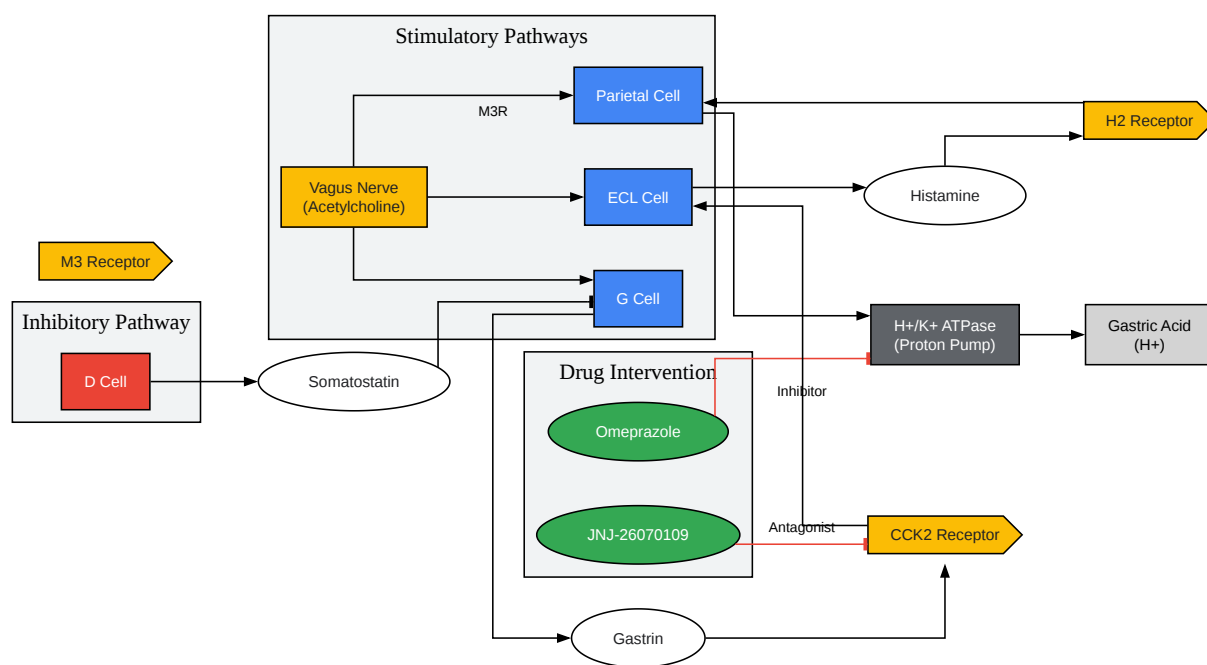 Stimulatory Pathways
Parietal Cell
M3R
H2 Receptor
Vagus Nerve
(Acetylcholine)
ECL Cell
Histamine
M3 Receptor
G Cell
Inhibitory Pathway
D Cell
Somatostatin
H+/K+ ATPase
(Proton Pump)
Gastric Acid
(H+)
Drug Intervention
Inhibitor
Omeprazole
JNJ-26070109
Antagonist
CCK2 Receptor
Gastrin